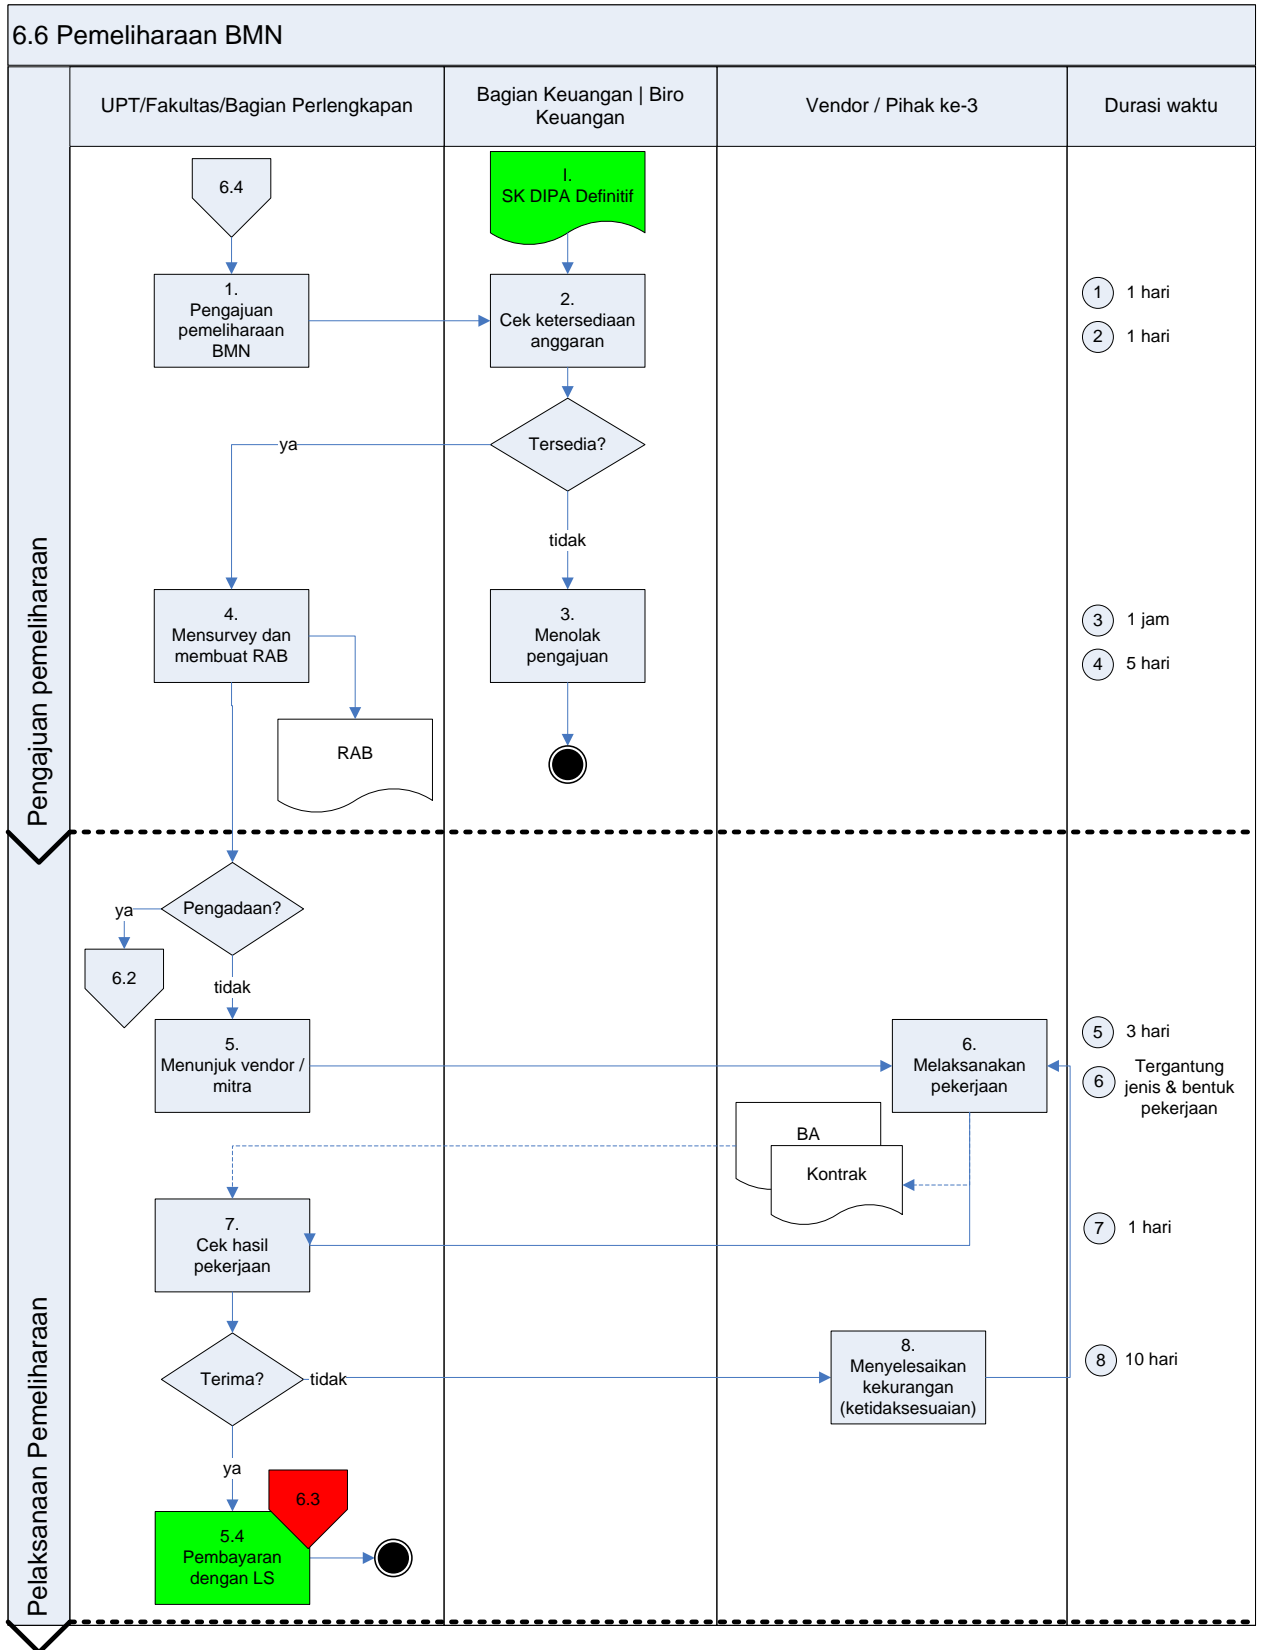 6.6 Pemeliharaan BMN
UPT/Fakultas/Bagian Perlengkapan
Bagian Keuangan | Biro
Keuangan
Vendor / Pihak ke-3
Durasi waktu
Pengajuan pemeliharaan
6.4
I.
SK DIPA Definitif
1.
Pengajuan
pemeliharaan
BMN
2.
Cek ketersediaan
anggaran
1 1 hari
2 1 hari
ya
Tersedia?
tidak
4.
Mensurvey dan
membuat RAB
3.
Menolak
pengajuan
3 1 jam
4 5 hari
RAB
Pelaksanaan Pemeliharaan
Pengadaan?
ya
6.2
tidak
5.
Menunjuk vendor /
mitra
6.
Melaksanakan
pekerjaan
5 3 hari
6 Tergantung
jenis & bentuk
pekerjaan
BA
Kontrak
7.
Cek hasil
pekerjaan
7 1 hari
Terima?
tidak
8.
Menyelesaikan
kekurangan
(ketidaksesuaian)
8 10 hari
ya
6.3
5.4
Pembayaran
dengan LS